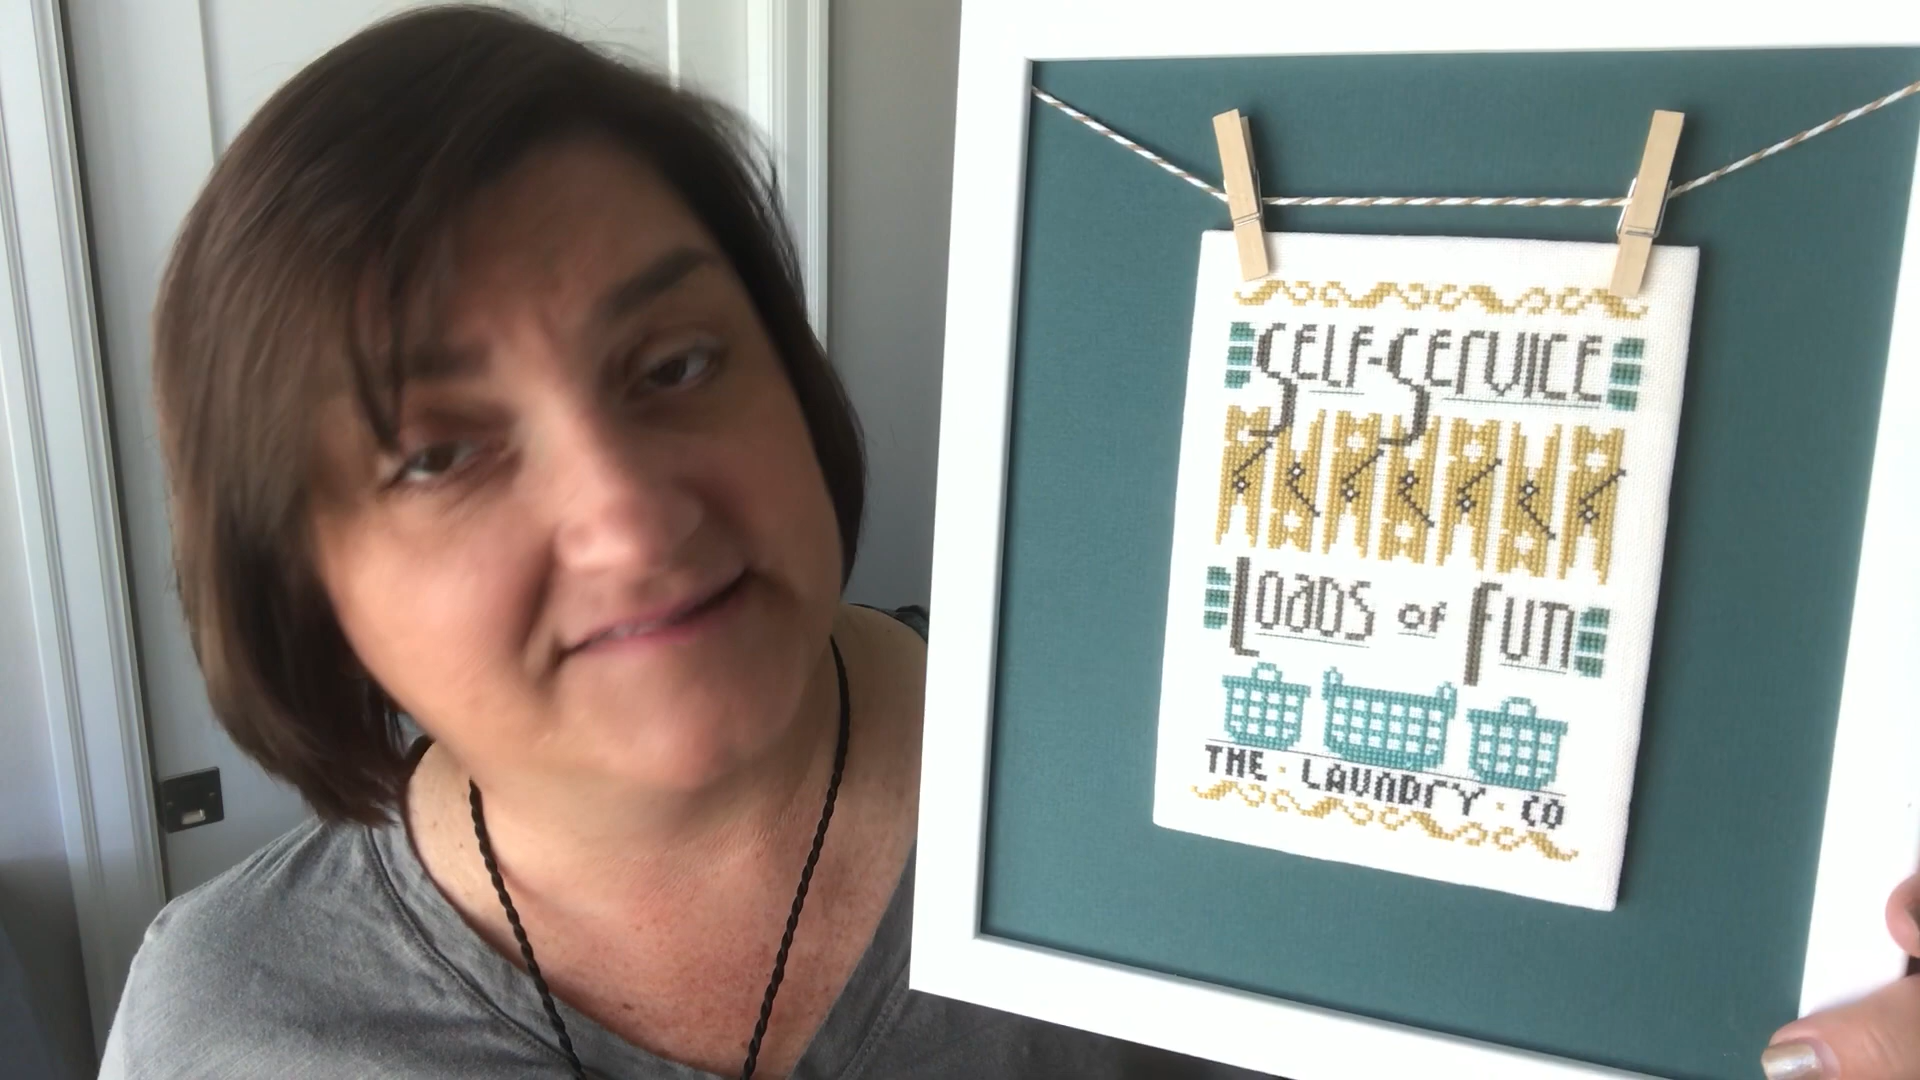 SELF-SERVICE
LOADS OF FUN
THE · LAUNDRY · CO